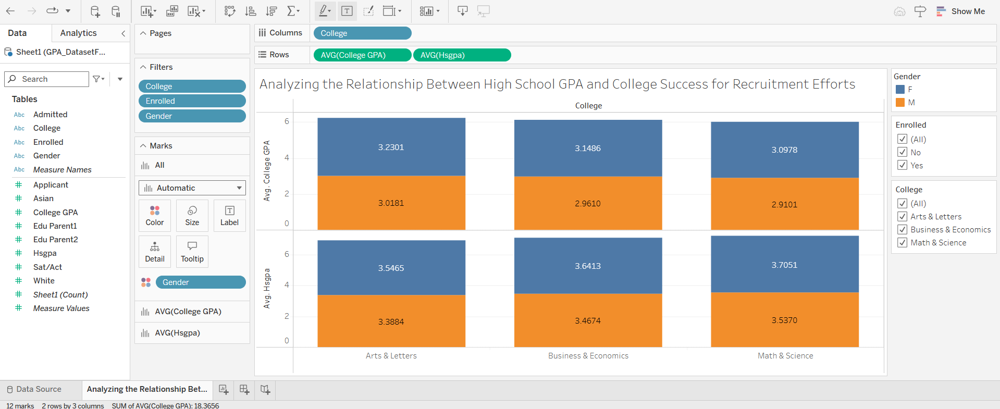 Show Me
Data
Analytics
Sheet1 (GPA_DatasetF...
Search
Tables
Abc Admitted
Abc College
Abc Enrolled
Abc Gender
Abc Measure Names
# Applicant
# Asian
# College GPA
# Edu Parent1
# Edu Parent2
# Hsgpa
# Sat/Act
# White
# Sheet1 (Count)
# Measure Values
Pages
Filters
College
Enrolled
Gender
Marks
All
Automatic
Color
Size
T
Label
Detail
Tooltip
Gender
AVG(College GPA)
AVG(Hsgpa)
Columns
College
Rows
AVG(College GPA)
AVG(Hsgpa)
Analyzing the Relationship Between High School GPA and College Success for Recruitment Efforts
College
Avg. College GPA
6
4
2
0
3.2301
3.1486
3.0978
3.0181
2.9610
2.9101
Avg. Hsgpa
6
4
2
0
3.5465
3.6413
3.7051
3.3884
3.4674
3.5370
Arts & Letters
Business & Economics
Math & Science
Gender
F
M
Enrolled
(All)
No
Yes
College
(All)
Arts & Letters
Business & Economics
Math & Science
Data Source
Analyzing the Relationship Bet...
12 marks 2 rows by 3 columns SUM of AVG(College GPA): 18.3656